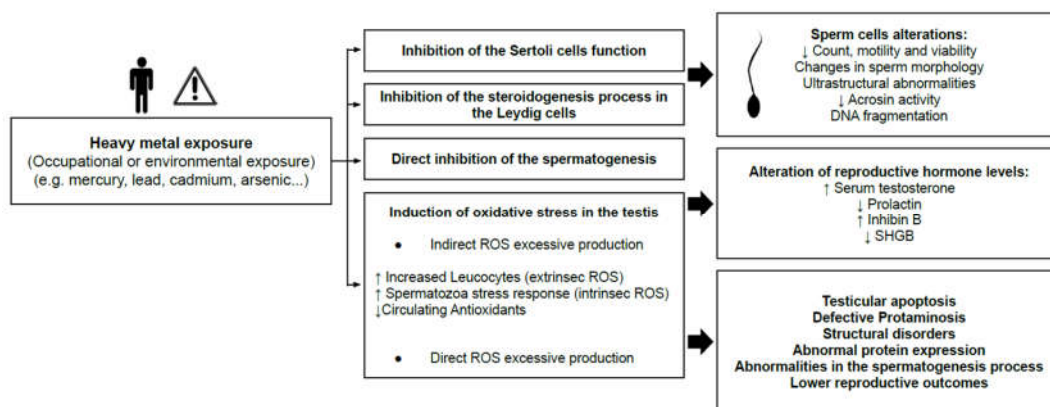 Heavy metal exposure
(Occupational or environmental exposure)
(e.g. mercury, lead, cadmium, arsenic...)
Inhibition of the Sertoli cells function
Inhibition of the steroidogenesis process in
the Leydig cells
Direct inhibition of the spermatogenesis
Induction of oxidative stress in the testis
● Indirect ROS excessive production
↑ Increased Leucocytes (extrinsec ROS)
↑ Spermatozoa stress response (intrinsec ROS)
↓Circulating Antioxidants
● Direct ROS excessive production
Sperm cells alterations:
↓ Count, motility and viability
Changes in sperm morphology
Ultrastructural abnormalities
↓ Acrosin activity
DNA fragmentation
Alteration of reproductive hormone levels:
↑ Serum testosterone
↓ Prolactin
↑ Inhibin B
↓ SHGB
Testicular apoptosis
Defective Protaminosis
Structural disorders
Abnormal protein expression
Abnormalities in the spermatogenesis process
Lower reproductive outcomes